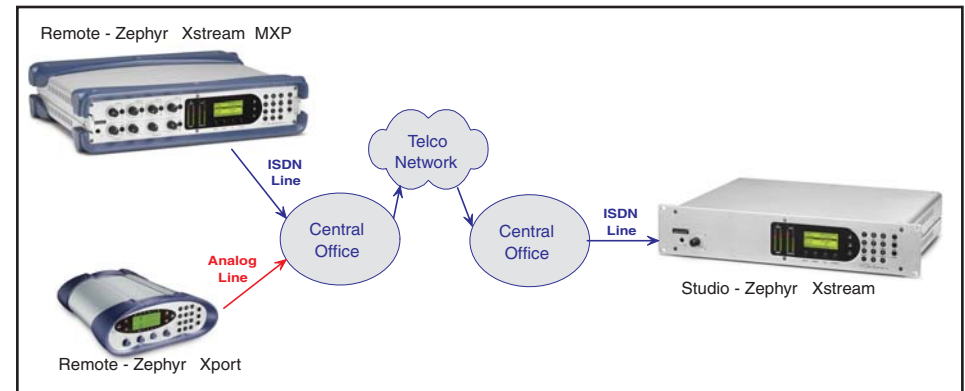 Remote - Zephyr Xstream MXP
ISDN
Line
Telco
Network
Central
Office
Central
Office
ISDN
Line
Analog
Line
Studio - Zephyr Xstream
Remote - Zephyr Xport